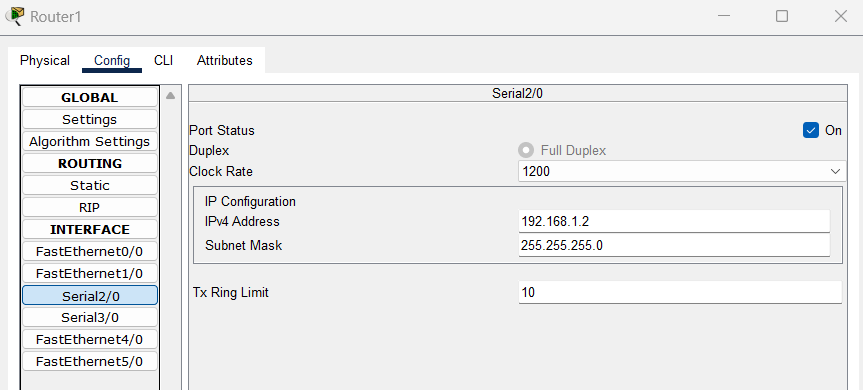 Router1
Physical Config CLI Attributes
GLOBAL
Settings
Algorithm Settings
ROUTING
Static
RIP
INTERFACE
FastEthernet0/0
FastEthernet1/0
Serial2/0
Serial3/0
FastEthernet4/0
FastEthernet5/0
Serial2/0
Port Status On
Duplex Full Duplex
Clock Rate 1200
IP Configuration
IPv4 Address 192.168.1.2
Subnet Mask 255.255.255.0
Tx Ring Limit 10